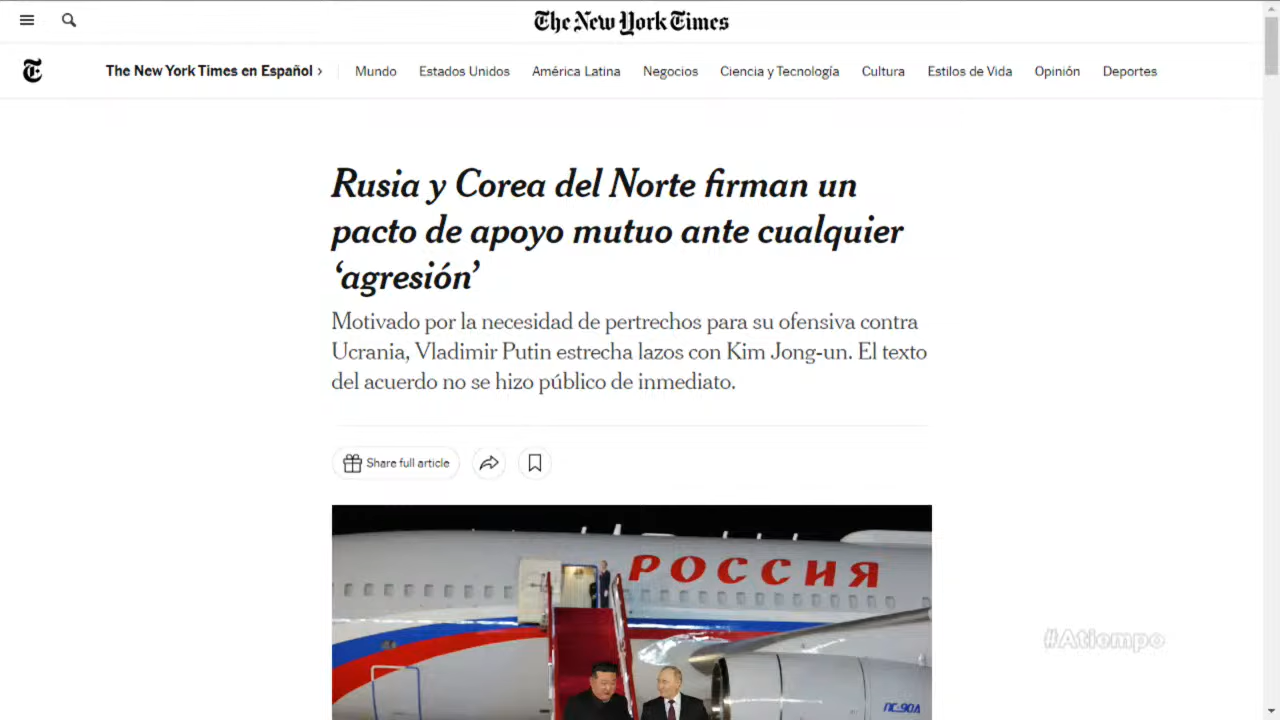 The New York Times
The New York Times en Español ›
Mundo
Estados Unidos
América Latina
Negocios
Ciencia y Tecnología
Cultura
Estilos de Vida
Opinión
Deportes
Rusia y Corea del Norte firman un
pacto de apoyo mutuo ante cualquier
‘agresión’
Motivado por la necesidad de pertrechos para su ofensiva contra
Ucrania, Vladimir Putin estrecha lazos con Kim Jong-un. El texto
del acuerdo no se hizo público de inmediato.
Share full article
РОССИЯ
#Atiempo
ПС-90А